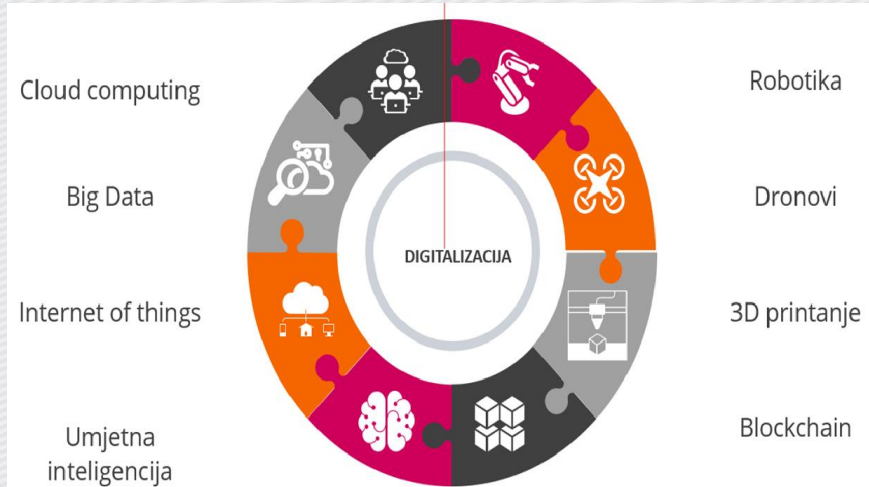 Cloud computing
Big Data
Internet of things
Umjetna
inteligencija
DIGITALIZACIJA
Robotika
Dronovi
3D printanje
Blockchain